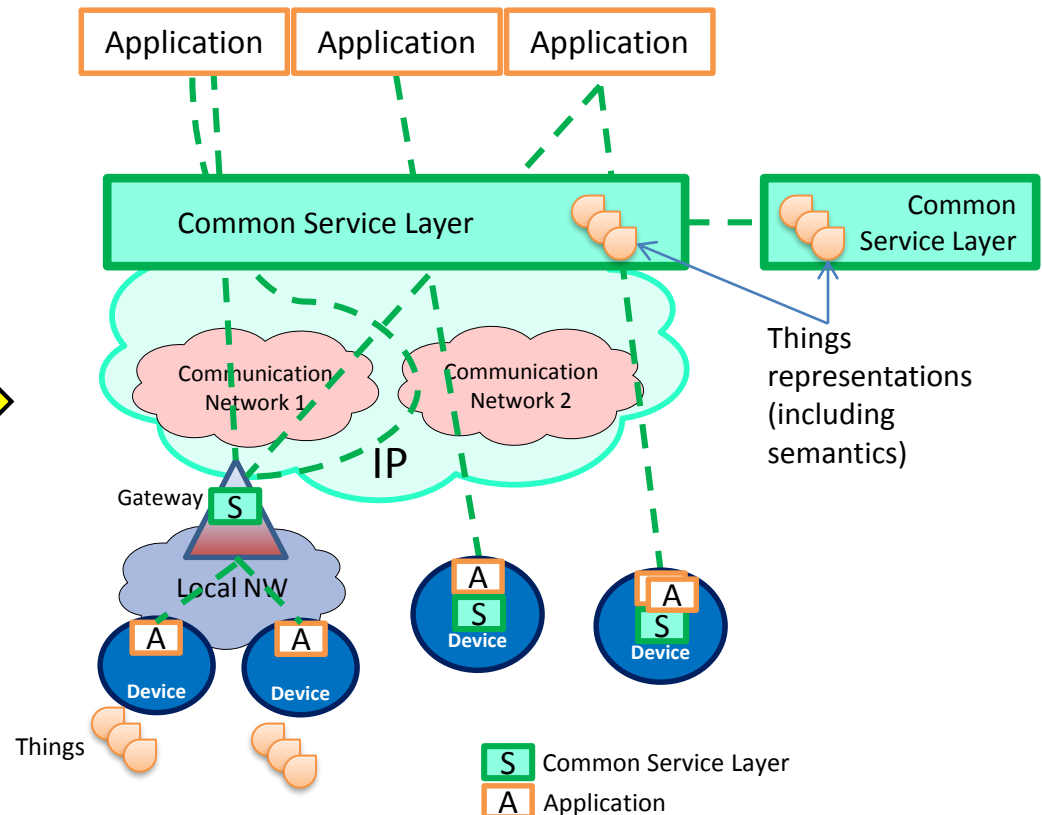 Application
Application
Application
Common Service Layer
Common
Service Layer
Things
representations
(including
semantics)
Communication
Network 1
Communication
Network 2
IP
Gateway
S
Local NW
A
Device
A
Device
A
S
Device
A
S
Device
Things
S Common Service Layer
A Application